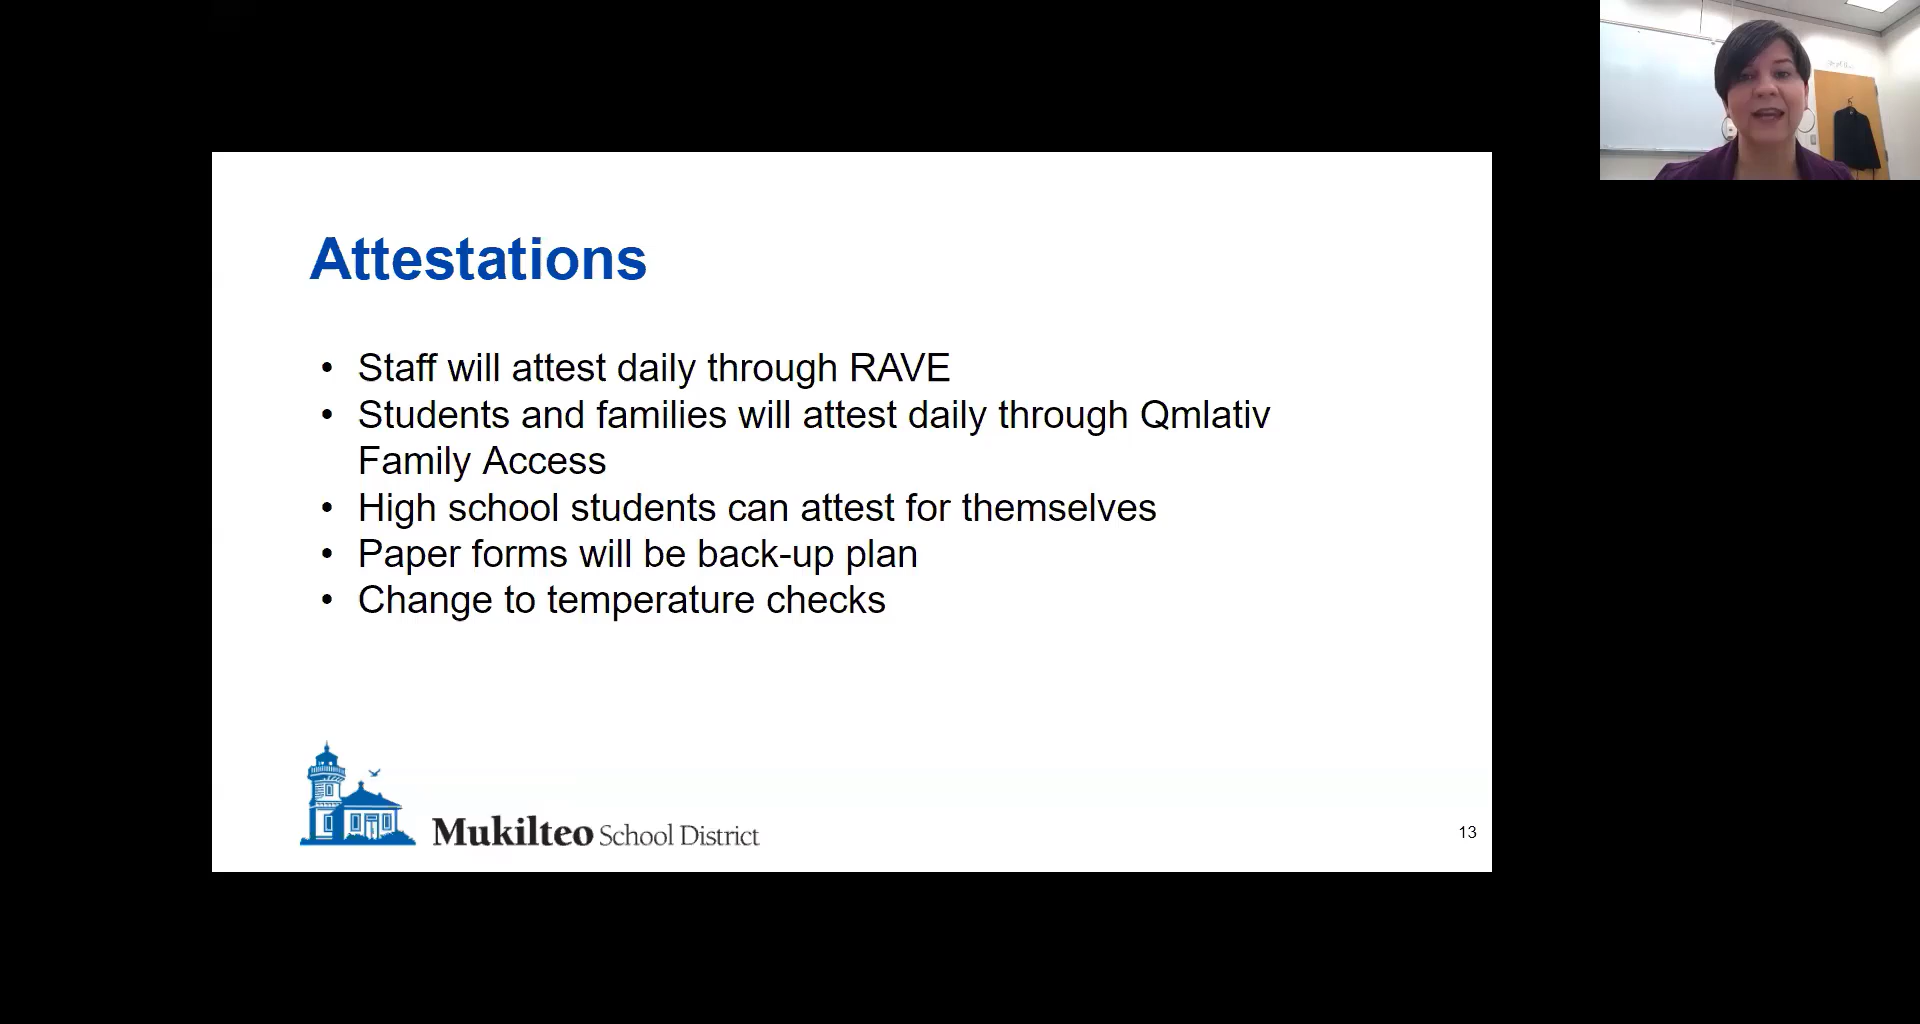 Attestations
• Staff will attest daily through RAVE
• Students and families will attest daily through Qmlativ
Family Access
• High school students can attest for themselves
• Paper forms will be back-up plan
• Change to temperature checks
Mukilteo School District
13